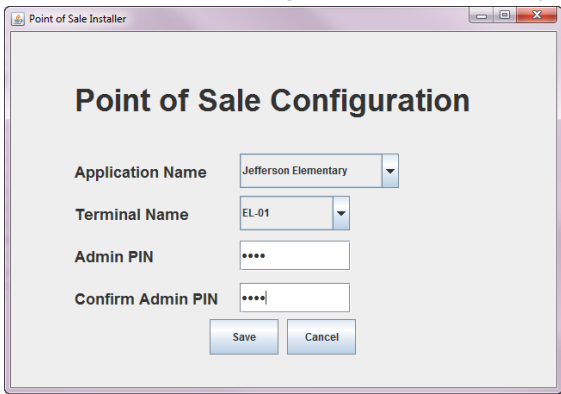 Point of Sale Installer
Point of Sale Configuration
Application Name Jefferson Elementary
Terminal Name EL-01
Admin PIN ••••
Confirm Admin PIN ••••
Save Cancel